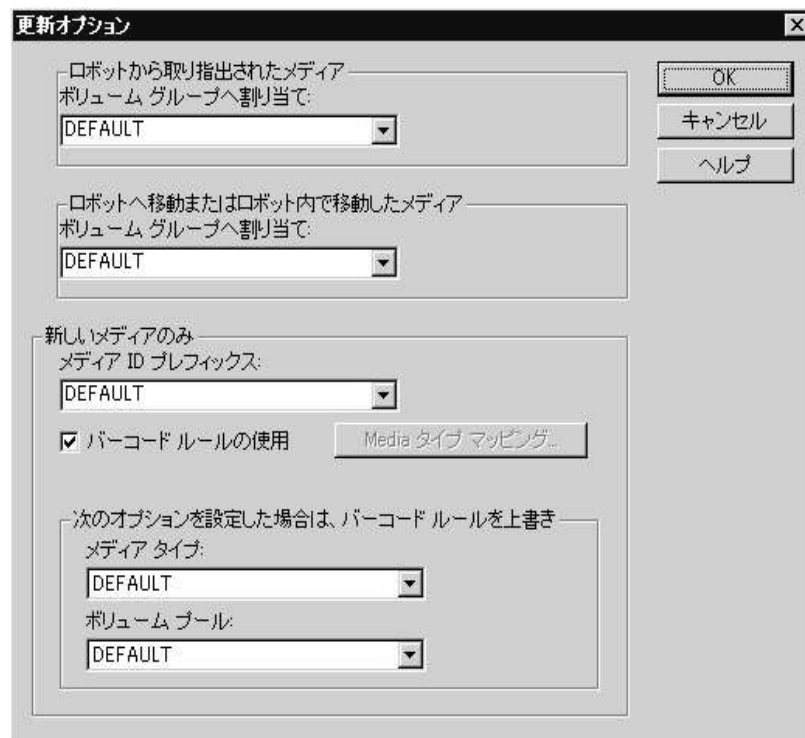 更新オプション
ロボットから取り指出されたメディア
ボリューム グループへ割り当て:
DEFAULT
OK
キャンセル
ヘルプ
ロボットへ移動またはロボット内で移動したメディア
ボリューム グループへ割り当て:
DEFAULT
新しいメディアのみ
メディア ID プレフィックス:
DEFAULT
バーコード ルールの使用
Media タイプ マッピング...
次のオプションを設定した場合は、バーコード ルールを上書き
メディア タイプ:
DEFAULT
ボリューム プール:
DEFAULT